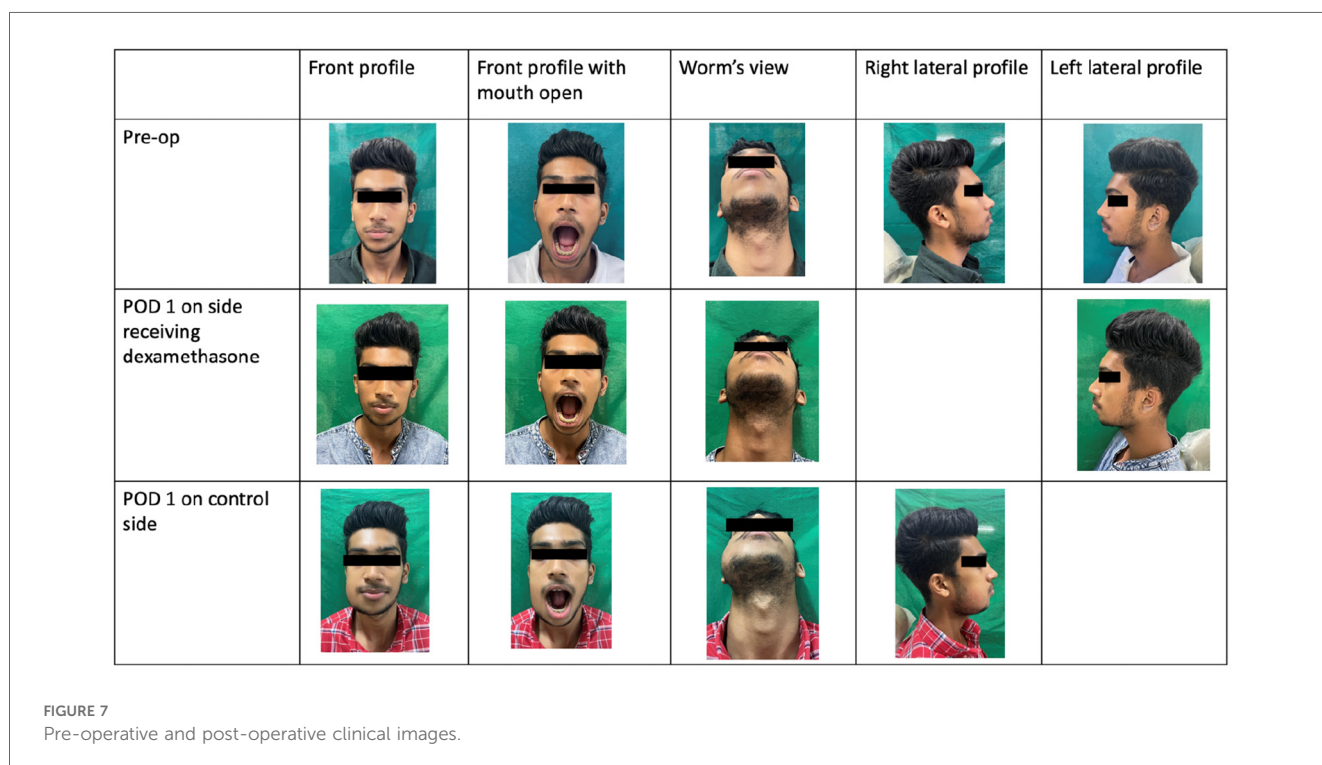 Front profile
Front profile with
mouth open
Worm’s view
Right lateral profile
Left lateral profile
Pre-op
POD 1 on side
receiving
dexamethasone
POD 1 on control
side
FIGURE 7
Pre-operative and post-operative clinical images.